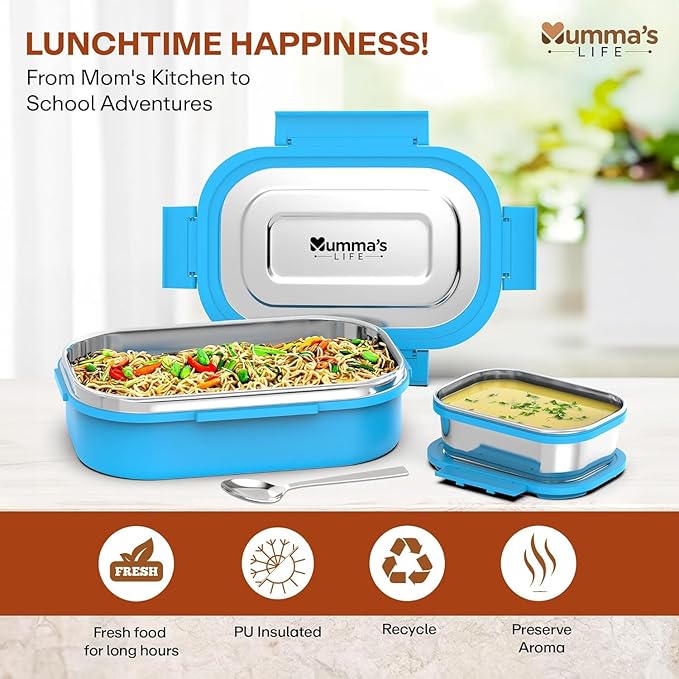 LUNCHTIME HAPPINESS!
From Mom's Kitchen to
School Adventures
Mumma's
LIFE
Mumma's
LIFE
FRESH
Fresh food
for long hours
PU Insulated
Recycle
Preserve
Aroma